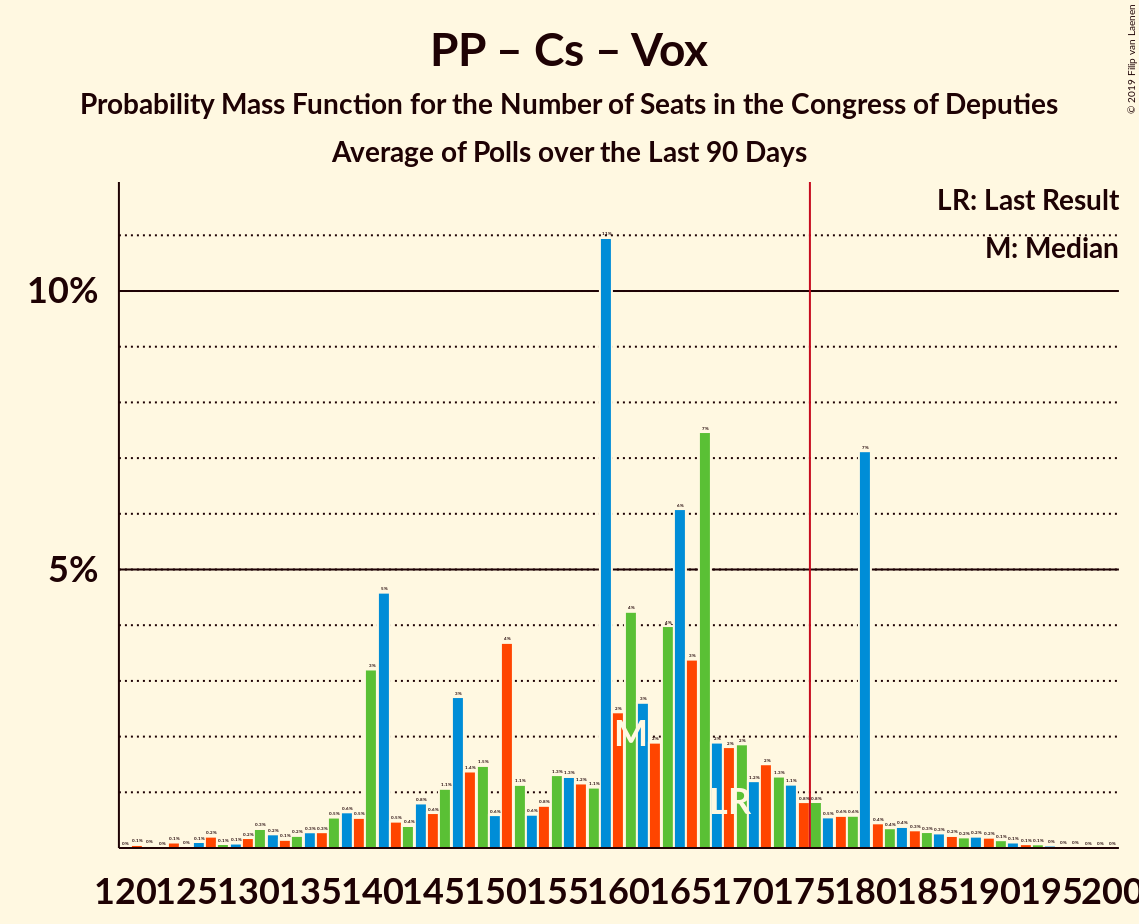 PP – Cs – Vox
Probability Mass Function for the Number of Seats in the Congress of Deputies
Average of Polls over the Last 90 Days
© 2019 Filip van Laenen
LR: Last Result
M: Median
10%
5%
M
LR
120 125 130 135 140 145 150 155 160 165 170 175 180 185 190 195 200